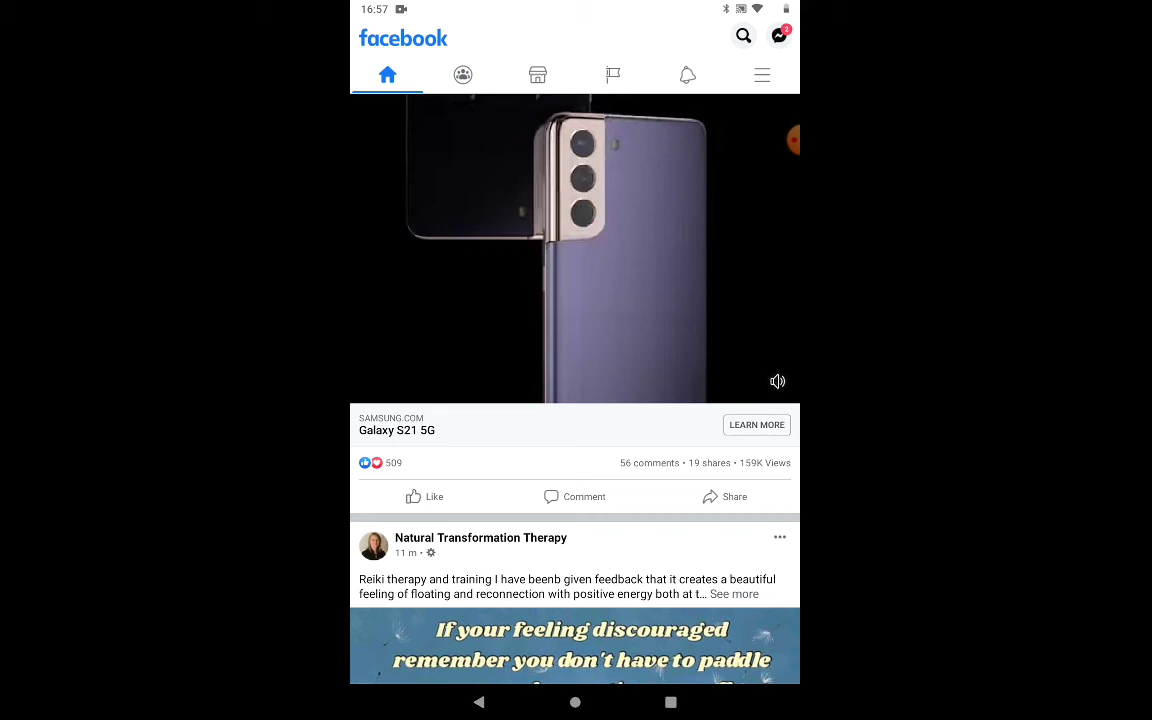 16:57
facebook
2
SAMSUNG.COM
Galaxy S21 5G
LEARN MORE
509
56 comments • 19 shares • 159K Views
Like
Comment
Share
Natural Transformation Therapy
11 m •
Reiki therapy and training I have beenb given feedback that it creates a beautiful
feeling of floating and reconnection with positive energy both at t... See more
If your feeling discouraged
remember you don't have to paddle